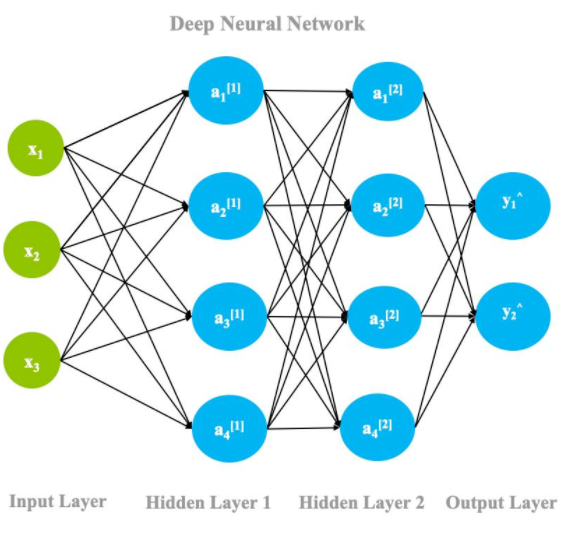 Deep Neural Network
x₁
x₂
x₃
a₁[1]
a₂[1]
a₃[1]
a₄[1]
a₁[2]
a₂[2]
a₃[2]
a₄[2]
y₁^
y₂^
Input Layer
Hidden Layer 1
Hidden Layer 2
Output Layer